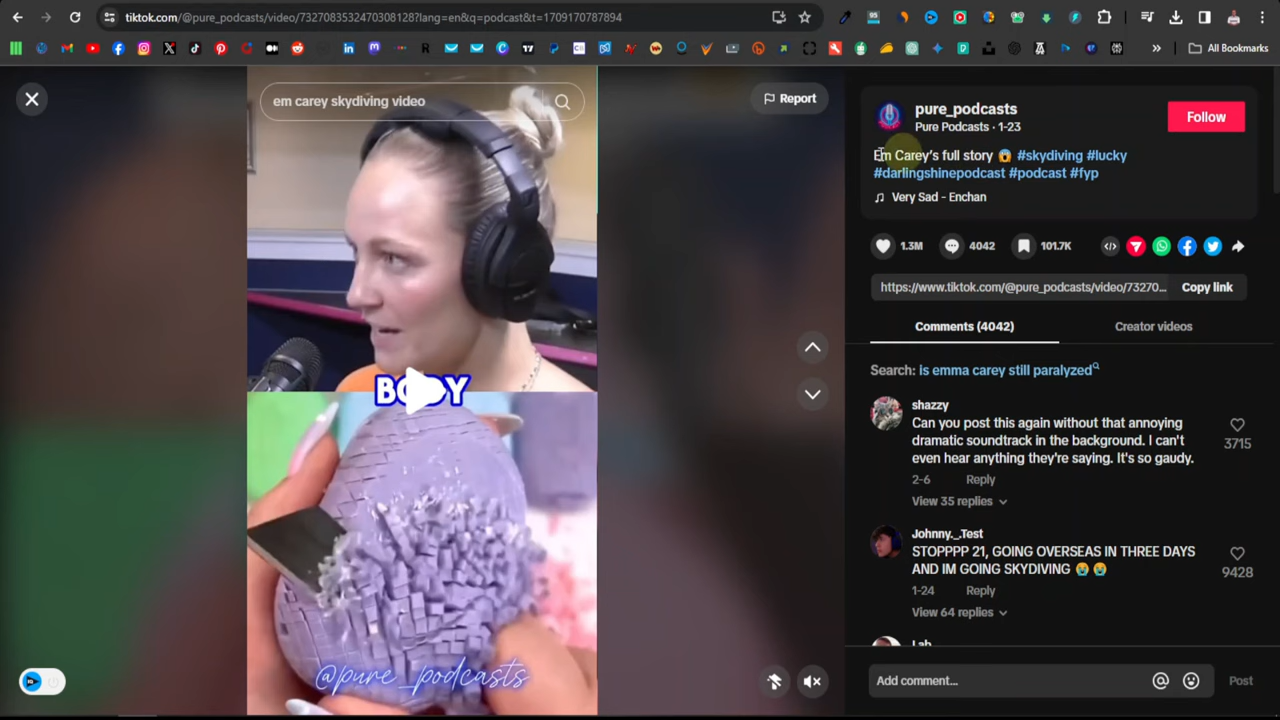 tiktok.com/@pure_podcasts/video/7327083532470308128?lang=en&q=podcast&t=1709170787894
All Bookmarks
em carey skydiving video
Report
BODY
@pure_podcasts
pure_podcasts
Pure Podcasts · 1-23
Follow
Em Carey's full story 😱 #skydiving #lucky
#darlingshinepodcast #podcast #fyp
Very Sad - Enchan
1.3M
4042
101.7K
https://www.tiktok.com/@pure_podcasts/video/73270...
Copy link
Comments (4042)
Creator videos
Search: is emma carey still paralyzed
shazzy
Can you post this again without that annoying
dramatic soundtrack in the background. I can't
even hear anything they're saying. It's so gaudy.
3715
2-6
Reply
View 35 replies
Johnny._.Test
STOPPPP 21, GOING OVERSEAS IN THREE DAYS
AND IM GOING SKYDIVING 😭 😭
9428
1-24
Reply
View 64 replies
Add comment...
Post